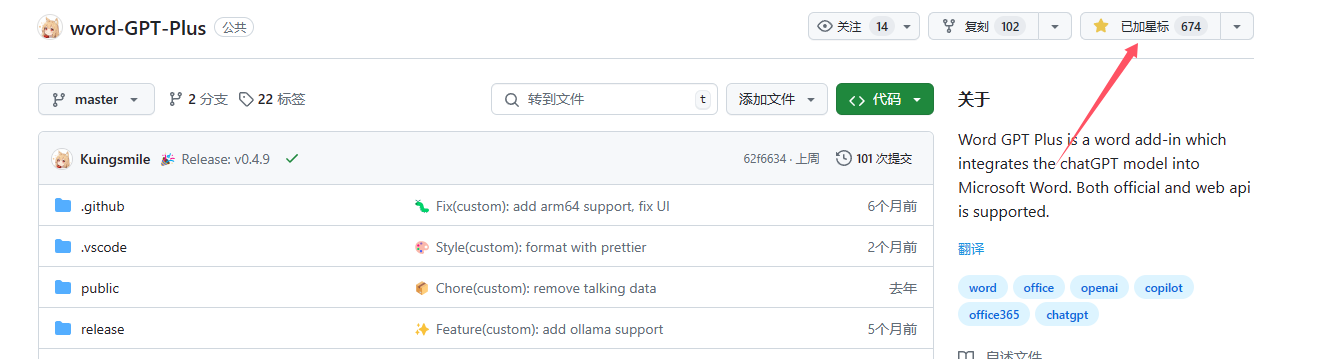 word-GPT-Plus 公共
关注 14
复刻 102
已加星标 674
master
2 分支
22 标签
转到文件 t
添加文件
<> 代码
Kuingsmile Release: v0.4.9
62f6634 · 上周
101 次提交
.github Fix(custom): add arm64 support, fix UI 6个月前
.vscode Style(custom): format with prettier 2个月前
public Chore(custom): remove talking data 去年
release Feature(custom): add ollama support 5个月前
关于
Word GPT Plus is a word add-in which
integrates the chatGPT model into
Microsoft Word. Both official and web api
is supported.
翻译
word office openai copilot
office365 chatgpt
自述文件